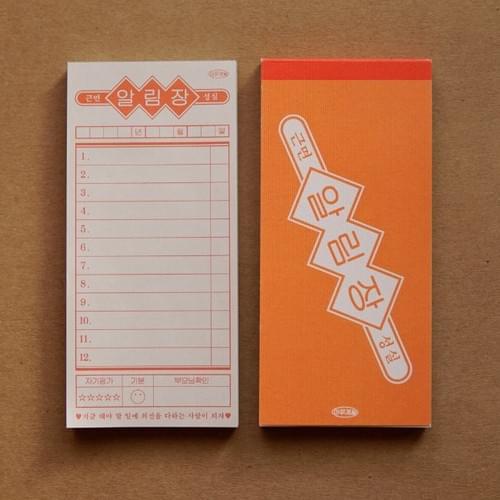 근면 알림장 성실
년 월 일
1.
2.
3.
4.
5.
6.
7.
8.
9.
10.
11.
12.
자기평가 기분 부모님확인
☆☆☆☆☆
♥지금 해야 할 일에 최선을 다하는 사람이 되자♥
근면
알림장
성실